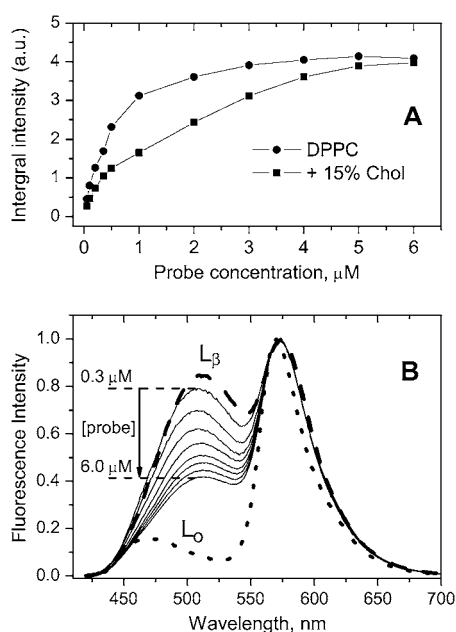 5
4
3
2
1
0
Intergral intensity (a.u.)
A
DPPC
+ 15% Chol
0 1 2 3 4 5 6
Probe concentration, μM
B
1.0
0.8
0.6
0.4
0.2
0.0
Fluorescence Intensity
Lβ
0.3 μM
[probe]
6.0 μM
LO
450 500 550 600 650 700
Wavelength, nm